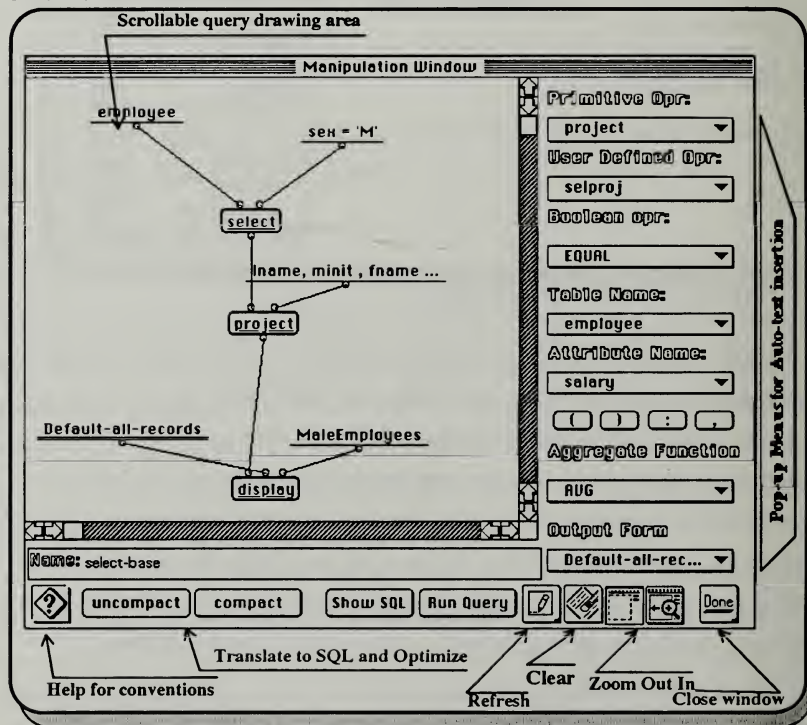 Scrollable query drawing area
Manipulation Window
employee
sex = 'M'
select
lname, minit , fname ...
project
Default-all-records
MaleEmployees
display
Primitive Opr:
project
User Defined Opr:
selproj
Boolean opr:
EQUAL
Table Name:
employee
Attribute Name:
salary
( ) : ,
Aggregate Function
AVG
Output Form
Default-all-rec...
Pop-up Menus for Auto-text insertion
Name: select-base
uncompact compact Show SQL Run Query Done
Translate to SQL and Optimize
Help for conventions
Refresh
Clear
Zoom Out In
Close window